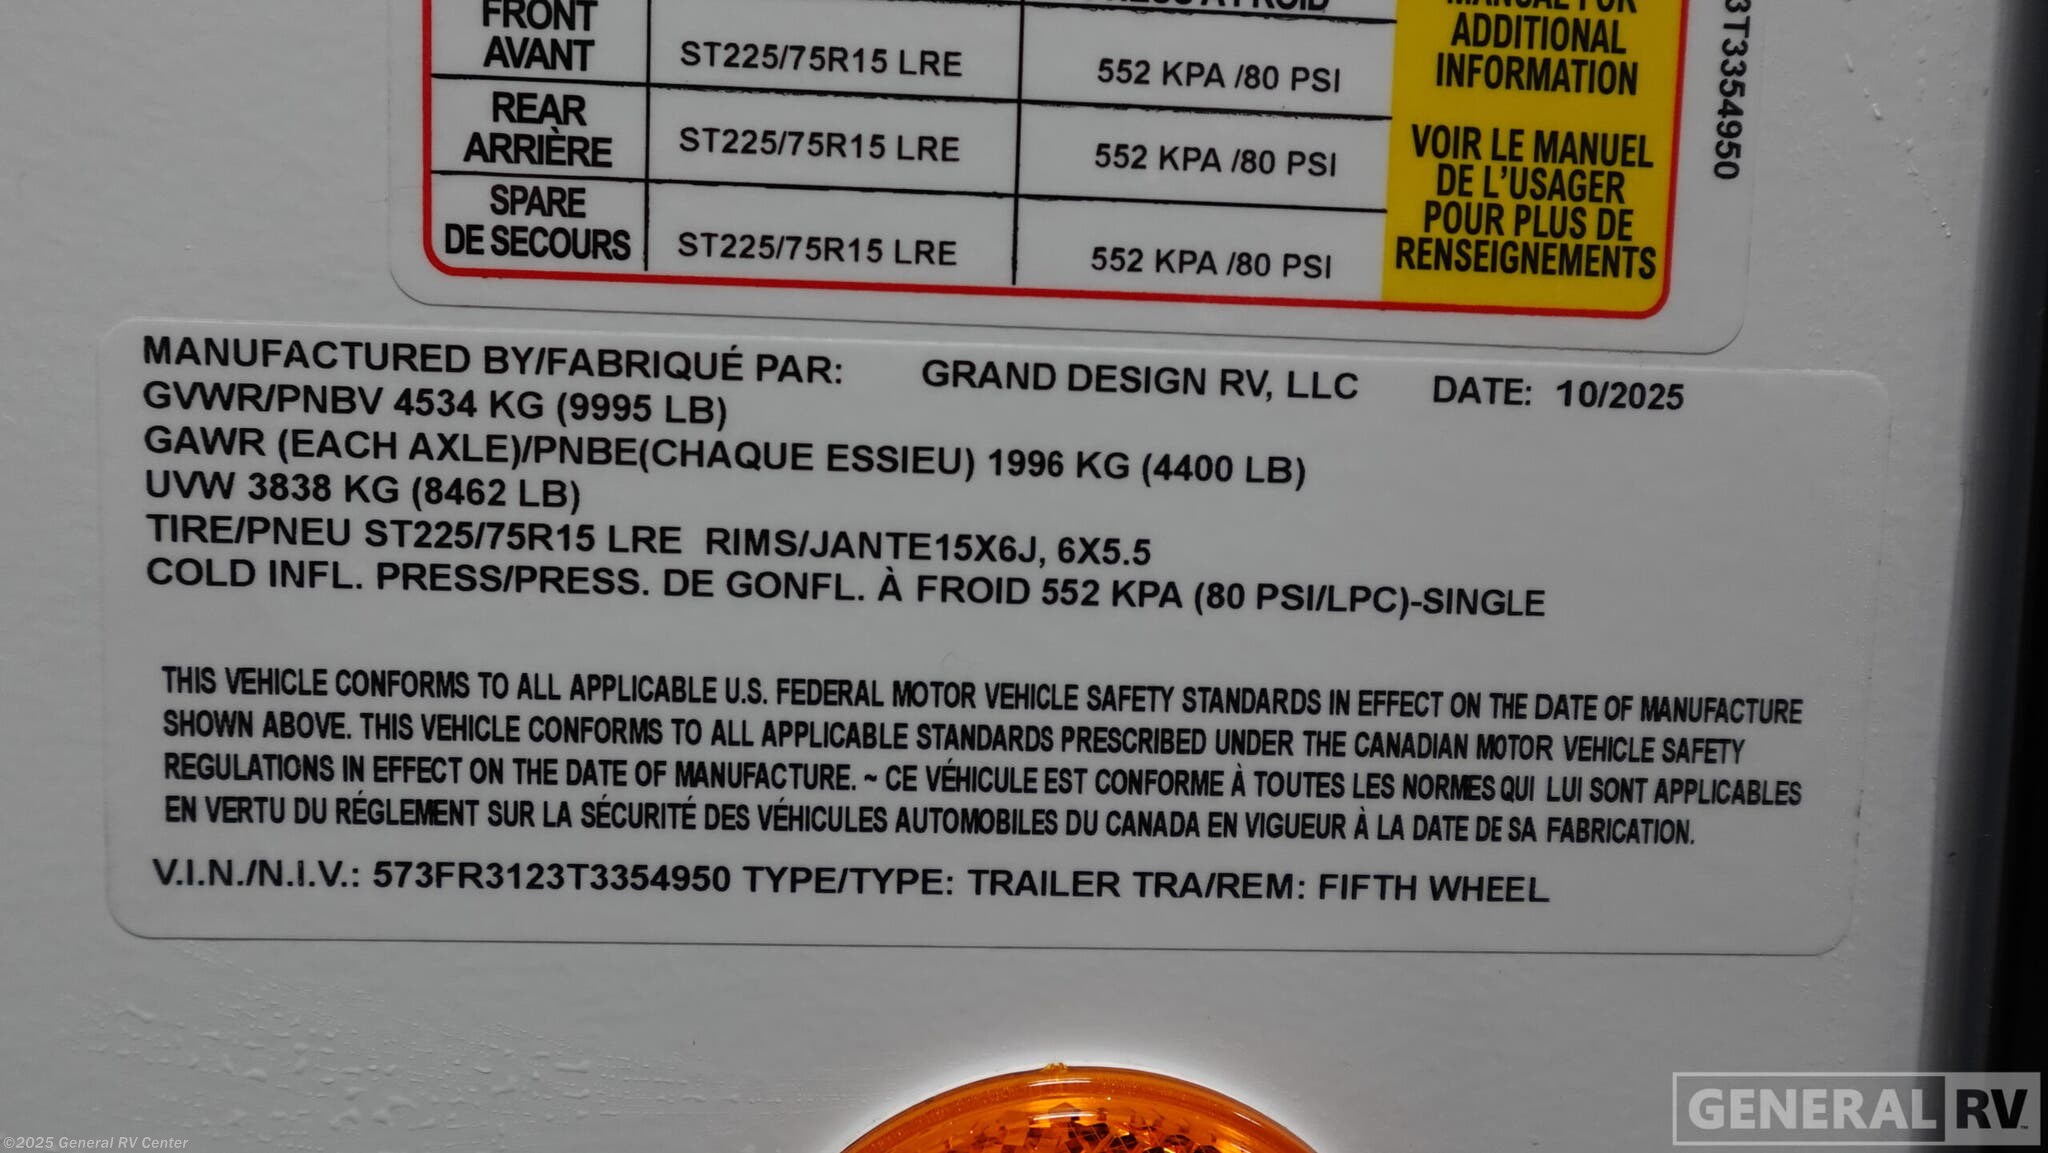 FRONT
AVANT
ST225/75R15 LRE
552 KPA /80 PSI
REAR
ARRIÈRE
ST225/75R15 LRE
552 KPA /80 PSI
SPARE
DE SECOURS
ST225/75R15 LRE
552 KPA /80 PSI
MANUAL FOR
ADDITIONAL
INFORMATION
VOIR LE MANUEL
DE L'USAGER
POUR PLUS DE
RENSEIGNEMENTS
3T3354950
MANUFACTURED BY/FABRIQUÉ PAR: GRAND DESIGN RV, LLC DATE: 10/2025
GVWR/PNBV 4534 KG (9995 LB)
GAWR (EACH AXLE)/PNBE(CHAQUE ESSIEU) 1996 KG (4400 LB)
UVW 3838 KG (8462 LB)
TIRE/PNEU ST225/75R15 LRE RIMS/JANTE15X6J, 6X5.5
COLD INFL. PRESS/PRESS. DE GONFL. À FROID 552 KPA (80 PSI/LPC)-SINGLE
THIS VEHICLE CONFORMS TO ALL APPLICABLE U.S. FEDERAL MOTOR VEHICLE SAFETY STANDARDS IN EFFECT ON THE DATE OF MANUFACTURE
SHOWN ABOVE. THIS VEHICLE CONFORMS TO ALL APPLICABLE STANDARDS PRESCRIBED UNDER THE CANADIAN MOTOR VEHICLE SAFETY
REGULATIONS IN EFFECT ON THE DATE OF MANUFACTURE. ~ CE VÉHICULE EST CONFORME À TOUTES LES NORMES QUI LUI SONT APPLICABLES
EN VERTU DU RÉGLEMENT SUR LA SÉCURITÉ DES VÉHICULES AUTOMOBILES DU CANADA EN VIGUEUR À LA DATE DE SA FABRICATION.
V.I.N./N.I.V.: 573FR3123T3354950 TYPE/TYPE: TRAILER TRA/REM: FIFTH WHEEL
GENERAL RV
©2025 General RV Center